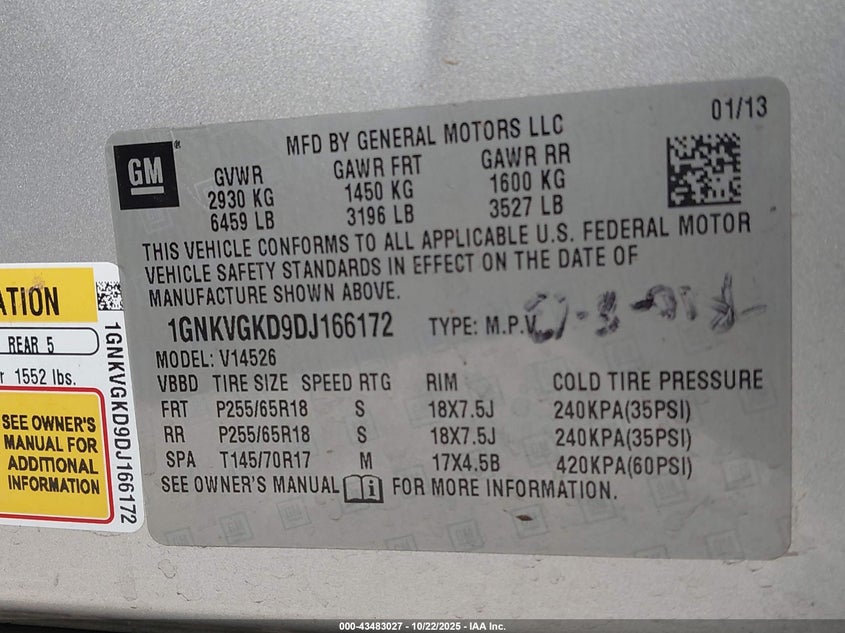 01/13
MFD BY GENERAL MOTORS LLC
GM
GVWR GAWR FRT GAWR RR
2930 KG 1450 KG 1600 KG
6459 LB 3196 LB 3527 LB
THIS VEHICLE CONFORMS TO ALL APPLICABLE U.S. FEDERAL MOTOR
VEHICLE SAFETY STANDARDS IN EFFECT ON THE DATE OF
MANUFACTURE SHOWN ABOVE.
1GNKVGKD9DJ166172 TYPE: M.P.V.
MODEL: V14526
VBBD TIRE SIZE SPEED RTG RIM COLD TIRE PRESSURE
FRT P255/65R18 S 18X7.5J 240KPA(35PSI)
RR P255/65R18 S 18X7.5J 240KPA(35PSI)
SPA T145/70R17 M 17X4.5B 420KPA(60PSI)
SEE OWNER'S MANUAL FOR MORE INFORMATION.
REAR 5
1552 lbs.
SEE OWNER'S
MANUAL FOR
ADDITIONAL
INFORMATION
1GNKVGKD9DJ166172
000-43483027 - 10/22/2025 - IAA Inc.